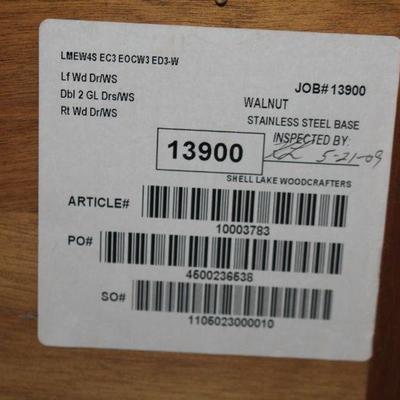 LMEW4S EC3 EOCW3 ED3-W
Lf Wd Dr/WS
Dbl 2 GL Drs/WS
Rt Wd Dr/WS
JOB# 13900
WALNUT
STAINLESS STEEL BASE
INSPECTED BY:
13900
5-21-09
SHELL LAKE WOODCRAFTERS
ARTICLE#
10003783
PO#
4500236538
SO#
1105023000010